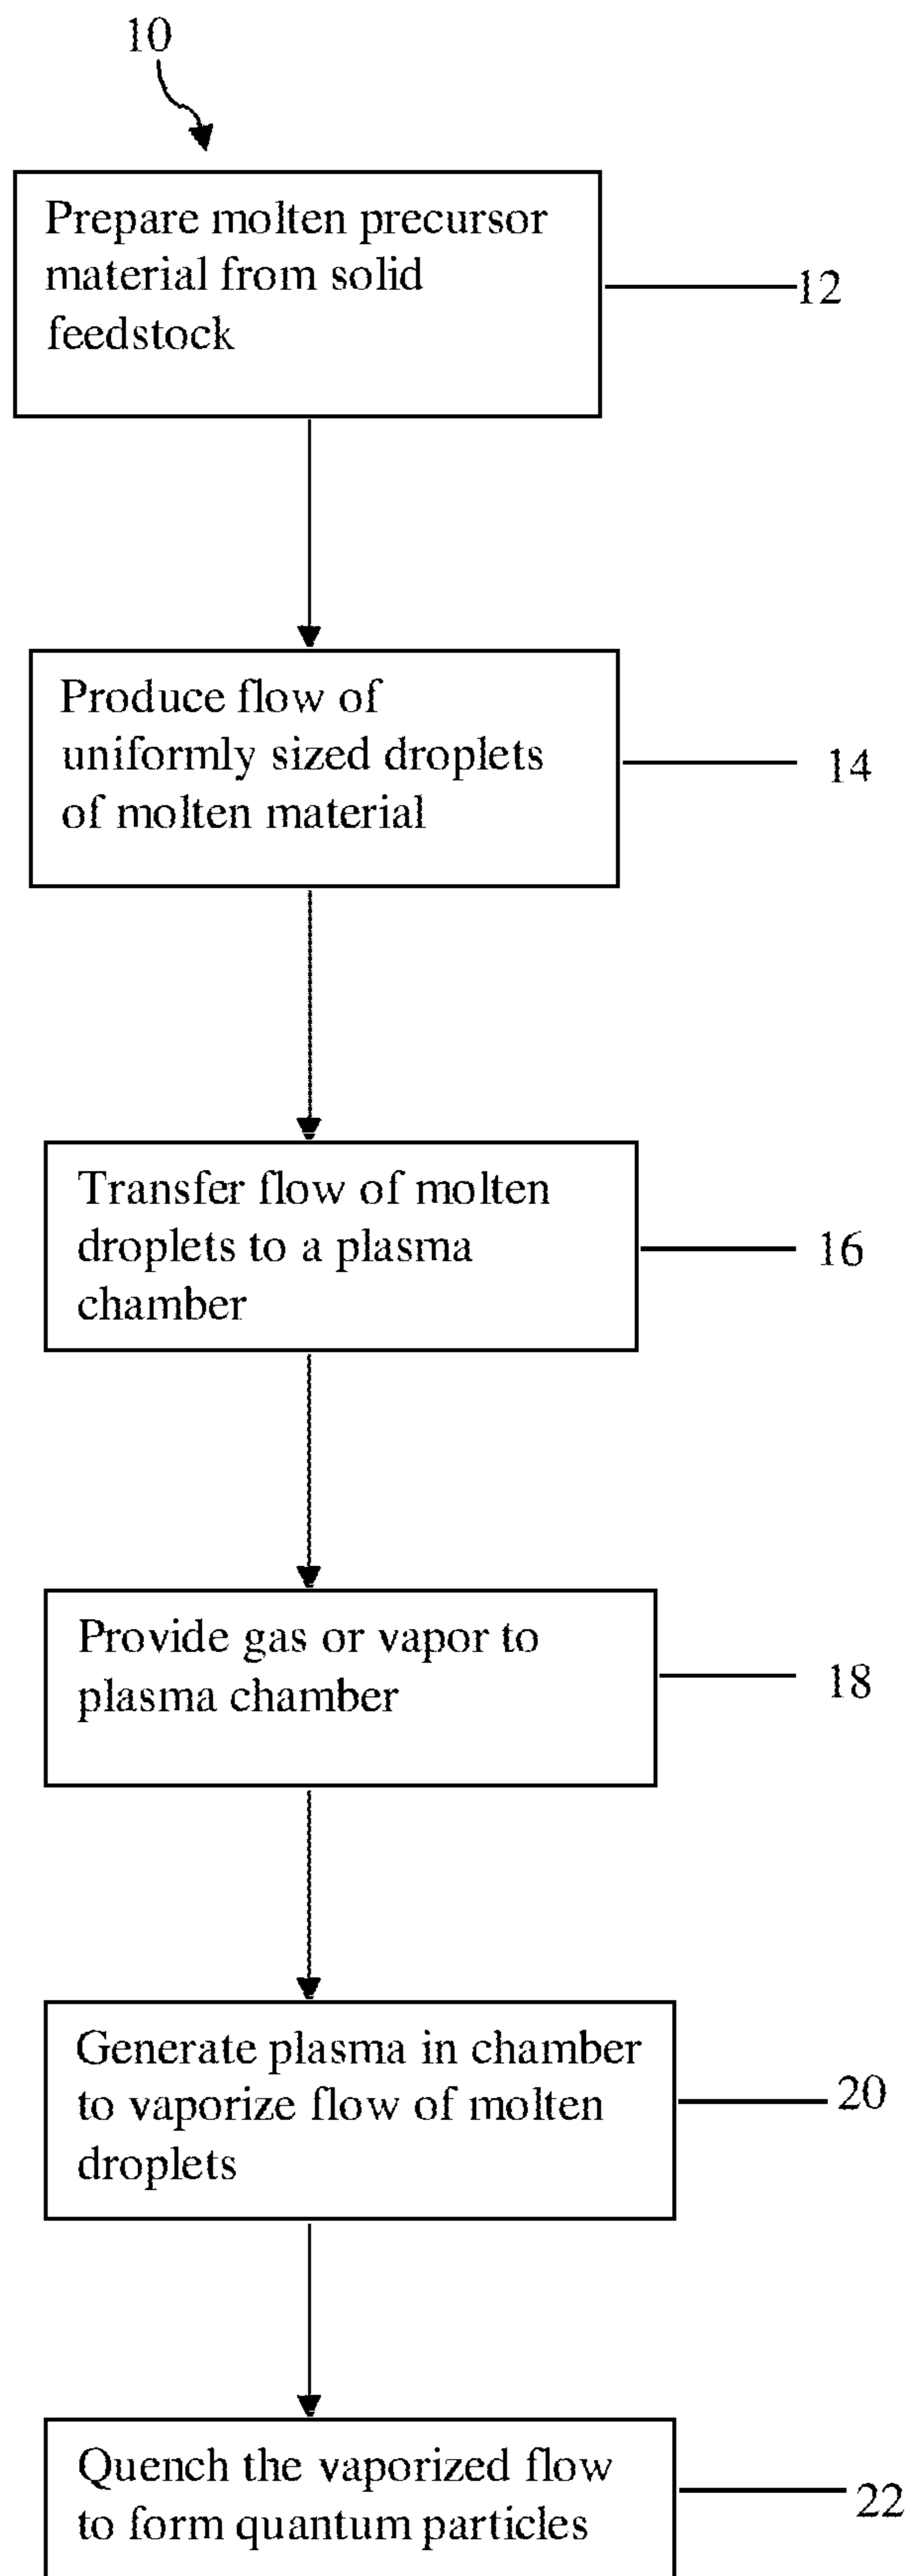 10
Prepare molten precursor
material from solid
feedstock
12
Produce flow of
uniformly sized droplets
of molten material
14
Transfer flow of molten
droplets to a plasma
chamber
16
Provide gas or vapor to
plasma chamber
18
Generate plasma in chamber
to vaporize flow of molten
droplets
20
Quench the vaporized flow
to form quantum particles
22